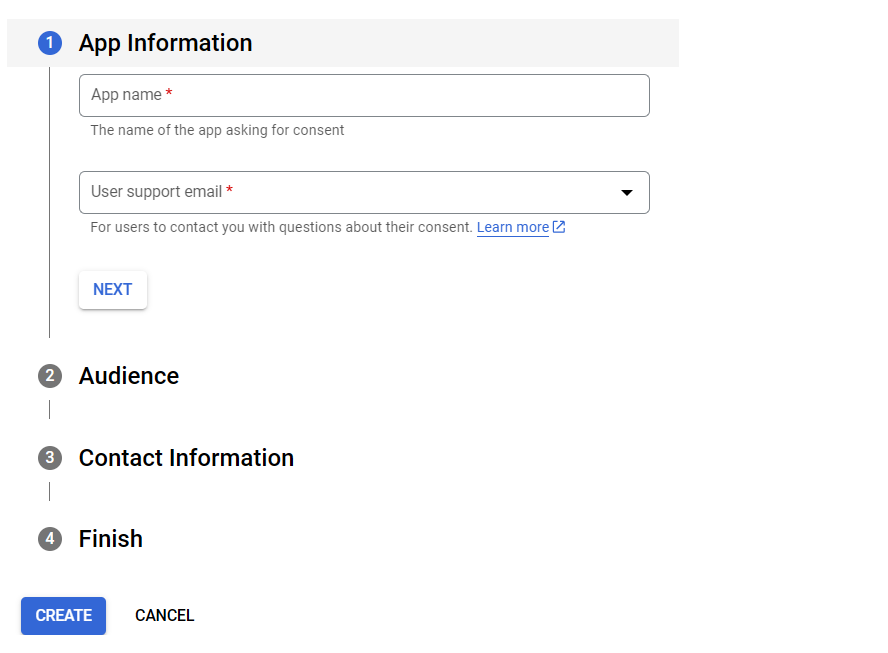 1 App Information
App name *
The name of the app asking for consent
User support email *
For users to contact you with questions about their consent. Learn more
NEXT
2 Audience
3 Contact Information
4 Finish
CREATE CANCEL